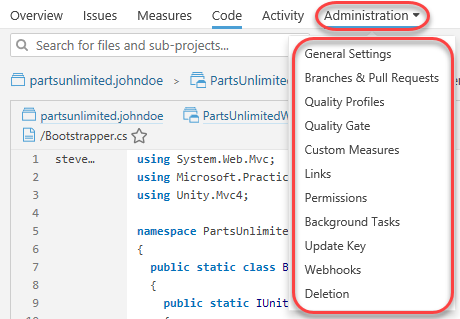 Overview Issues Measures Code Activity Administration
Search for files and sub-projects...
General Settings
partsunlimited.johndoe > PartsUnlimited
Branches & Pull Requests
Quality Profiles
partsunlimited.johndoe PartsUnlimitedW
Quality Gate
/Bootstrapper.cs
Custom Measures
1 steve... using System.Web.Mvc;
2 using Microsoft.Practic
Links
3 using Unity.Mvc4;
Permissions
4
Background Tasks
5 namespace PartsUnlimited
6 {
Update Key
7 public static class B
Webhooks
8 {
Deletion
9 public static IUnit